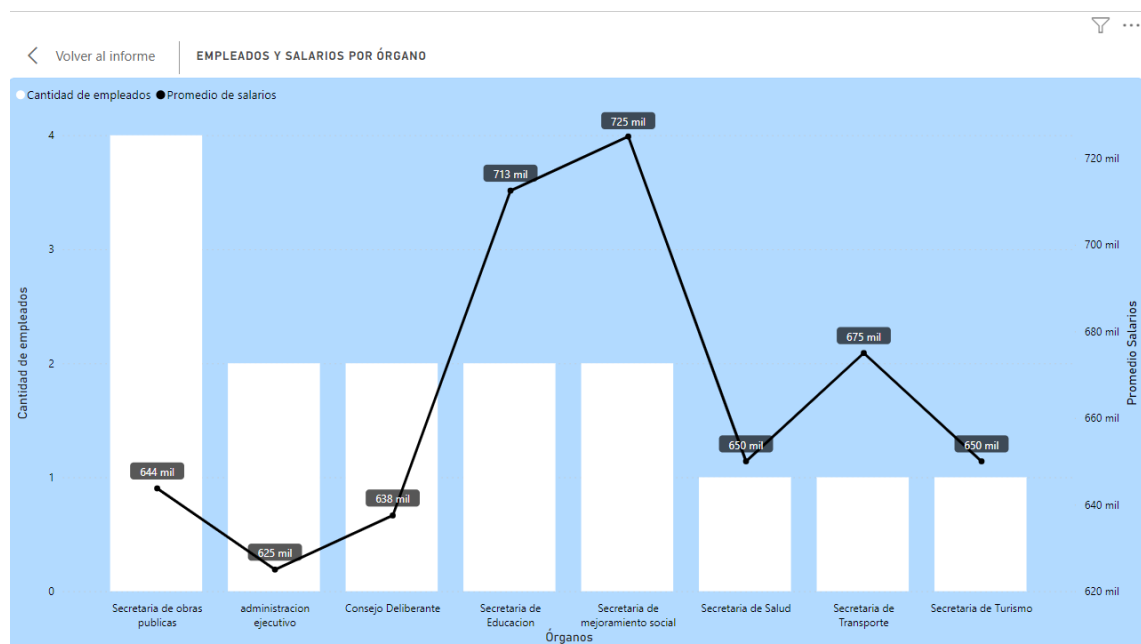 Volver al informe
EMPLEADOS Y SALARIOS POR ÓRGANO
Cantidad de empleados
Promedio de salarios
4
3
2
1
0
Cantidad de empleados
644 mil
625 mil
638 mil
713 mil
725 mil
650 mil
675 mil
650 mil
720 mil
700 mil
680 mil
660 mil
640 mil
620 mil
Promedio Salarios
Secretaria de obras
publicas
administracion
ejecutivo
Consejo Deliberante
Secretaria de
Educacion
Secretaria de
mejoramiento social
Secretaria de Salud
Secretaria de
Transporte
Secretaria de Turismo
Órganos